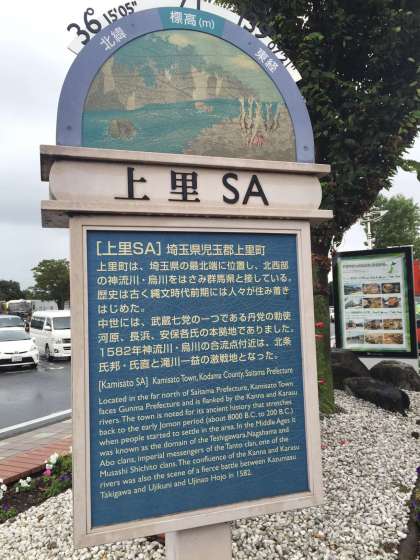 36° 15'05"
北緯
標高(m)
東経
上里 SA
[上里SA] 埼玉県児玉郡上里町
上里町は、埼玉県の最北端に位置し、北西部
の神流川・烏川をはさみ群馬県と接している。
歴史は古く縄文時代前期には人々が住み着き
はじめた。
中世には、武蔵七党の一つである丹党の勅使
河原、長浜、安保各氏の本拠地でありました。
1582年神流川・烏川の合流点付近は、北条
氏邦・氏直と滝川一益の激戦地となった。
[Kamisato SA] Kamisato Town, Kodama County, Saitama Prefecture
Located in the far north of Saitama Prefecture, Kamisato Town
faces Gunma Prefecture and is flanked by the Kanna and Karasu
rivers. The town is noted for its ancient history that stretches
back to the early Jomon period (about 8000 B.C. to 200 B.C.)
when people started to settle in the area. In the Middle Ages it
was known as the domain of the Teshigawara, Nagahama and
Abo clans, imperial messengers of the Tanto clan, one of the
Musashi Shichito clans. The confluence of the Kanna and Karasu
rivers was also the scene of a fierce battle between Kazumasu
Takigawa and Ujikuni and Ujinao Hojo in 1582.